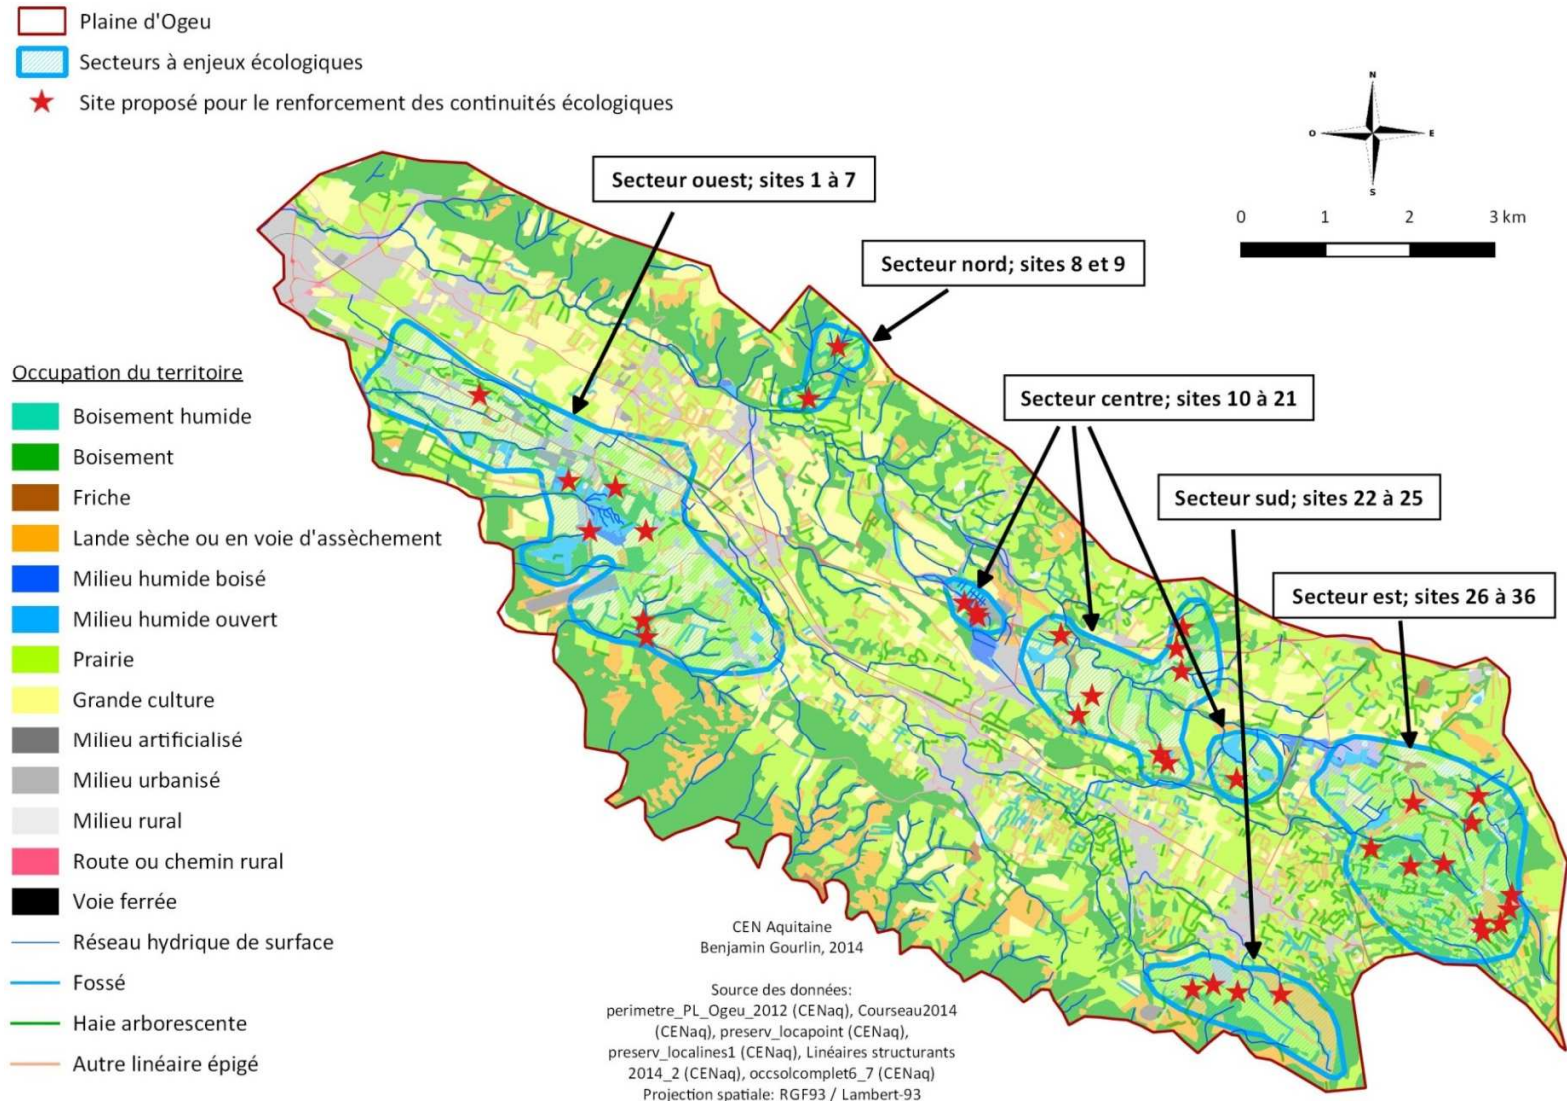 Plaine d'Ogeu
Secteurs à enjeux écologiques
Site proposé pour le renforcement des continuités écologiques
N
O
E
S
0 1 2 3 km
Secteur ouest; sites 1 à 7
Secteur nord; sites 8 et 9
Secteur centre; sites 10 à 21
Secteur sud; sites 22 à 25
Secteur est; sites 26 à 36
Occupation du territoire
Boisement humide
Boisement
Friche
Lande sèche ou en voie d'assèchement
Milieu humide boisé
Milieu humide ouvert
Prairie
Grande culture
Milieu artificialisé
Milieu urbanisé
Milieu rural
Route ou chemin rural
Voie ferrée
Réseau hydrique de surface
Fossé
Haie arborescente
Autre linéaire épigé
CEN Aquitaine
Benjamin Gourlin, 2014
Source des données:
perimetre_PL_Ogeu_2012 (CENaq), Courseau2014
(CENaq), preserv_locapoint (CENaq),
preserv_localines1 (CENaq), Linéaires structurants
2014_2 (CENaq), occsolcomplet6_7 (CENaq)
Projection spatiale: RGF93 / Lambert-93